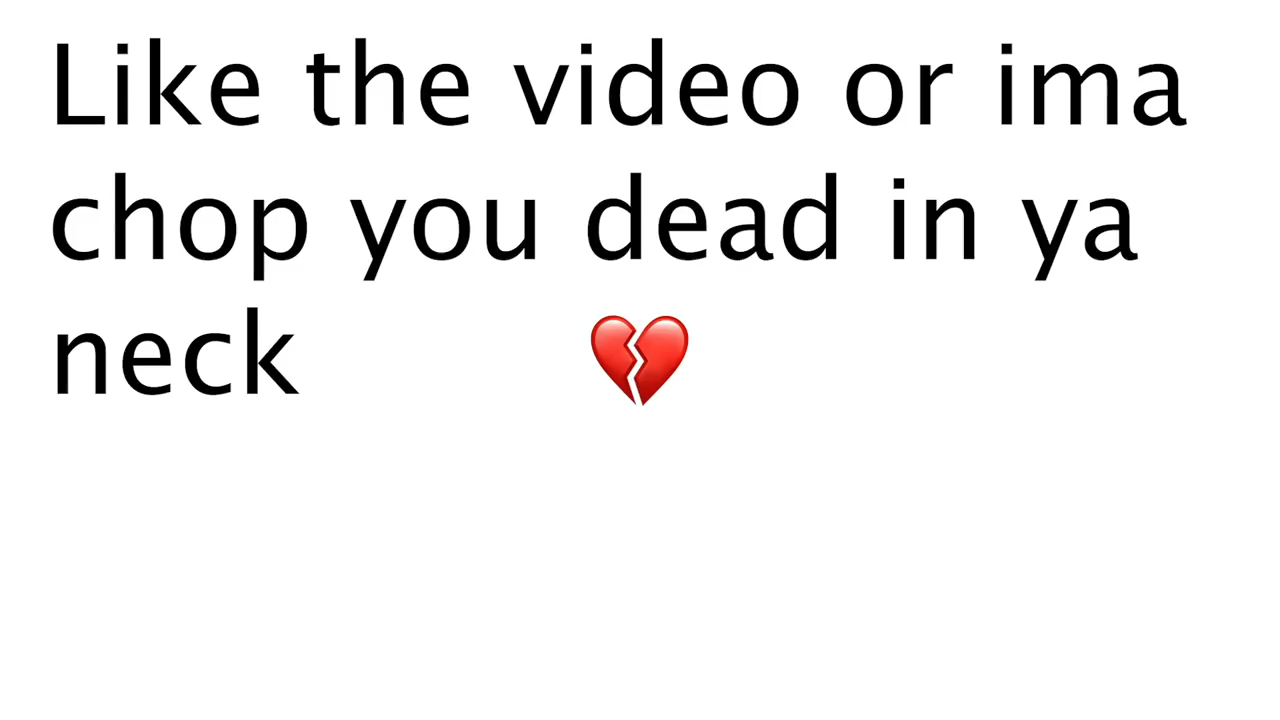 Like the video or ima
chop you dead in ya
neck 💔